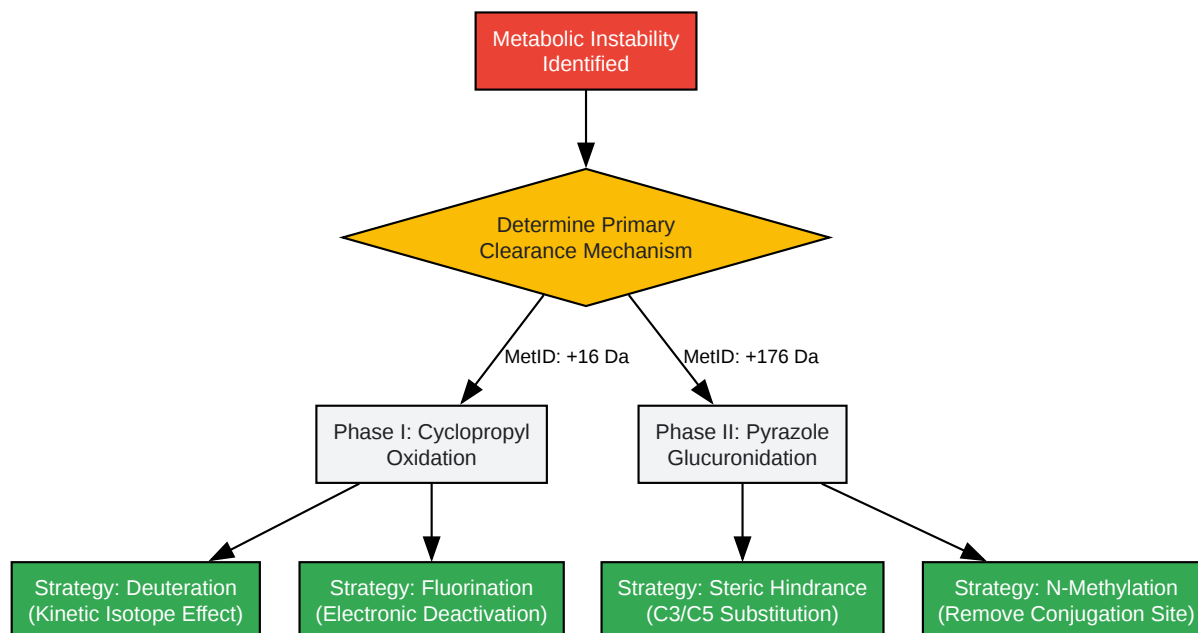 Metabolic Instability
Identified
Determine Primary
Clearance Mechanism
MetID: +16 Da
MetID: +176 Da
Phase I: Cyclopropyl
Oxidation
Phase II: Pyrazole
Glucuronidation
Strategy: Deuteration
(Kinetic Isotope Effect)
Strategy: Fluorination
(Electronic Deactivation)
Strategy: Steric Hindrance
(C3/C5 Substitution)
Strategy: N-Methylation
(Remove Conjugation Site)